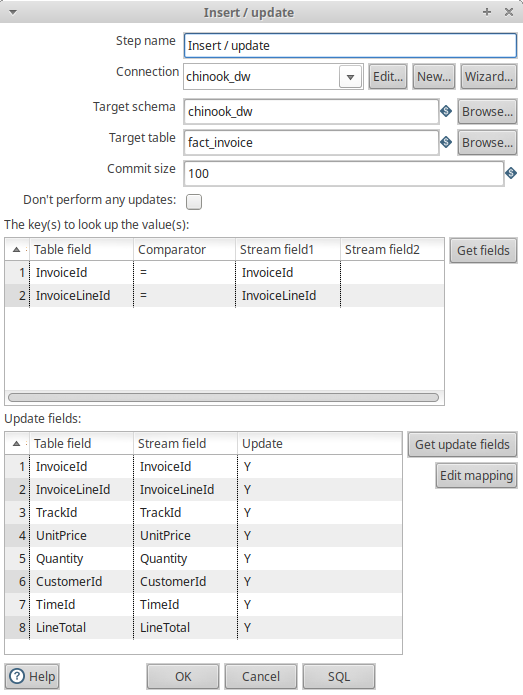 Insert / update
Step name Insert / update
Connection chinook_dw Edit... New... Wizard...
Target schema chinook_dw S Browse...
Target table fact_invoice S Browse...
Commit size 100 S
Don't perform any updates:
The key(s) to look up the value(s):
Table field Comparator Stream field1 Stream field2 Get fields
1 InvoiceId = InvoiceId
2 InvoiceLineId = InvoiceLineId
Update fields:
Table field Stream field Update Get update fields
1 InvoiceId InvoiceId Y
Edit mapping
2 InvoiceLineId InvoiceLineId Y
3 TrackId TrackId Y
4 UnitPrice UnitPrice Y
5 Quantity Quantity Y
6 CustomerId CustomerId Y
7 TimeId TimeId Y
8 LineTotal LineTotal Y
? Help OK Cancel SQL